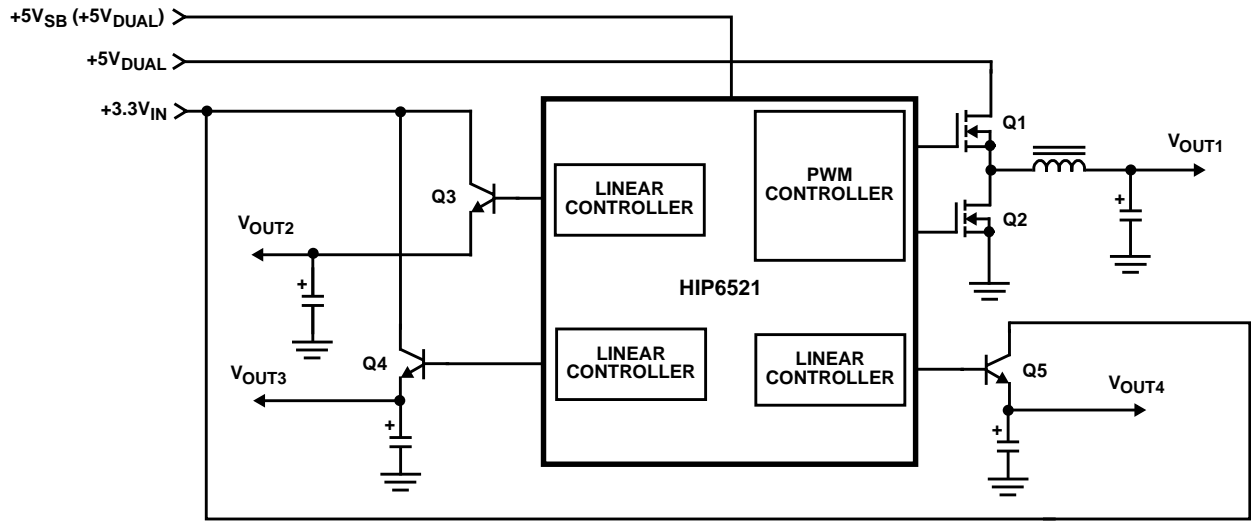 +5VSB (+5VDUAL)
+5VDUAL
+3.3VIN
Q1
VOUT1
PWM
CONTROLLER
LINEAR
CONTROLLER
Q3
Q2
VOUT2
+
+
HIP6521
LINEAR
CONTROLLER
LINEAR
CONTROLLER
Q4
Q5
VOUT3
VOUT4
+
+